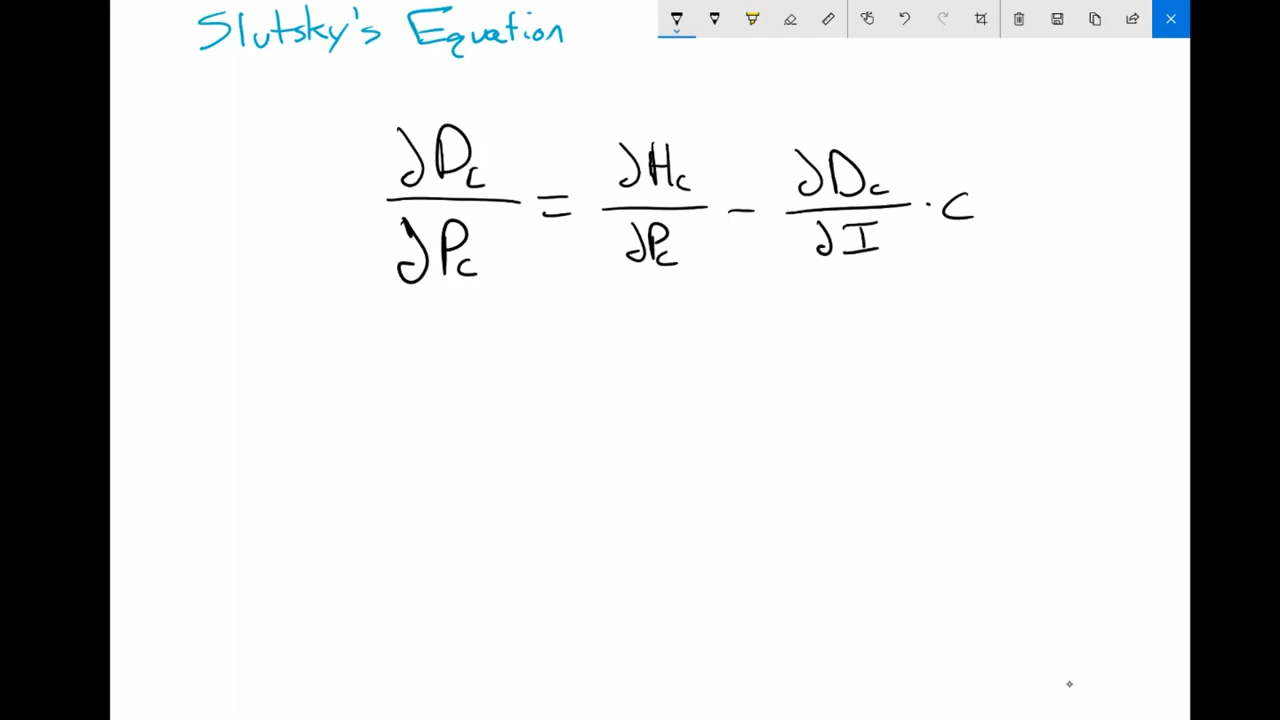 Slutsky's Equation
∂D_c/∂P_c = ∂H_c/∂P_c - ∂D_c/∂I · c